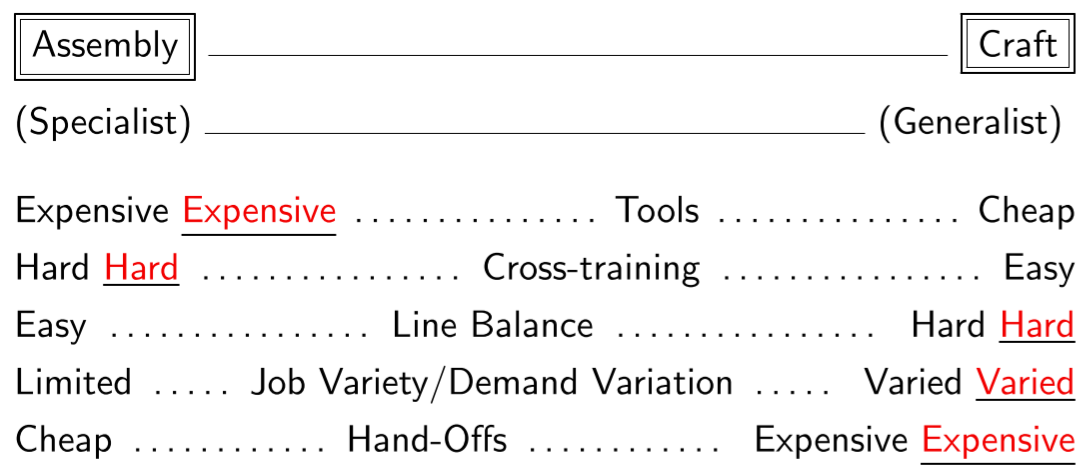 Assembly Craft
(Specialist) (Generalist)
Expensive Expensive ............... Tools ............... Cheap
Hard Hard ................ Cross-training ................ Easy
Easy ................ Line Balance ................ Hard Hard
Limited ..... Job Variety/Demand Variation ..... Varied Varied
Cheap ............ Hand-Offs ............ Expensive Expensive